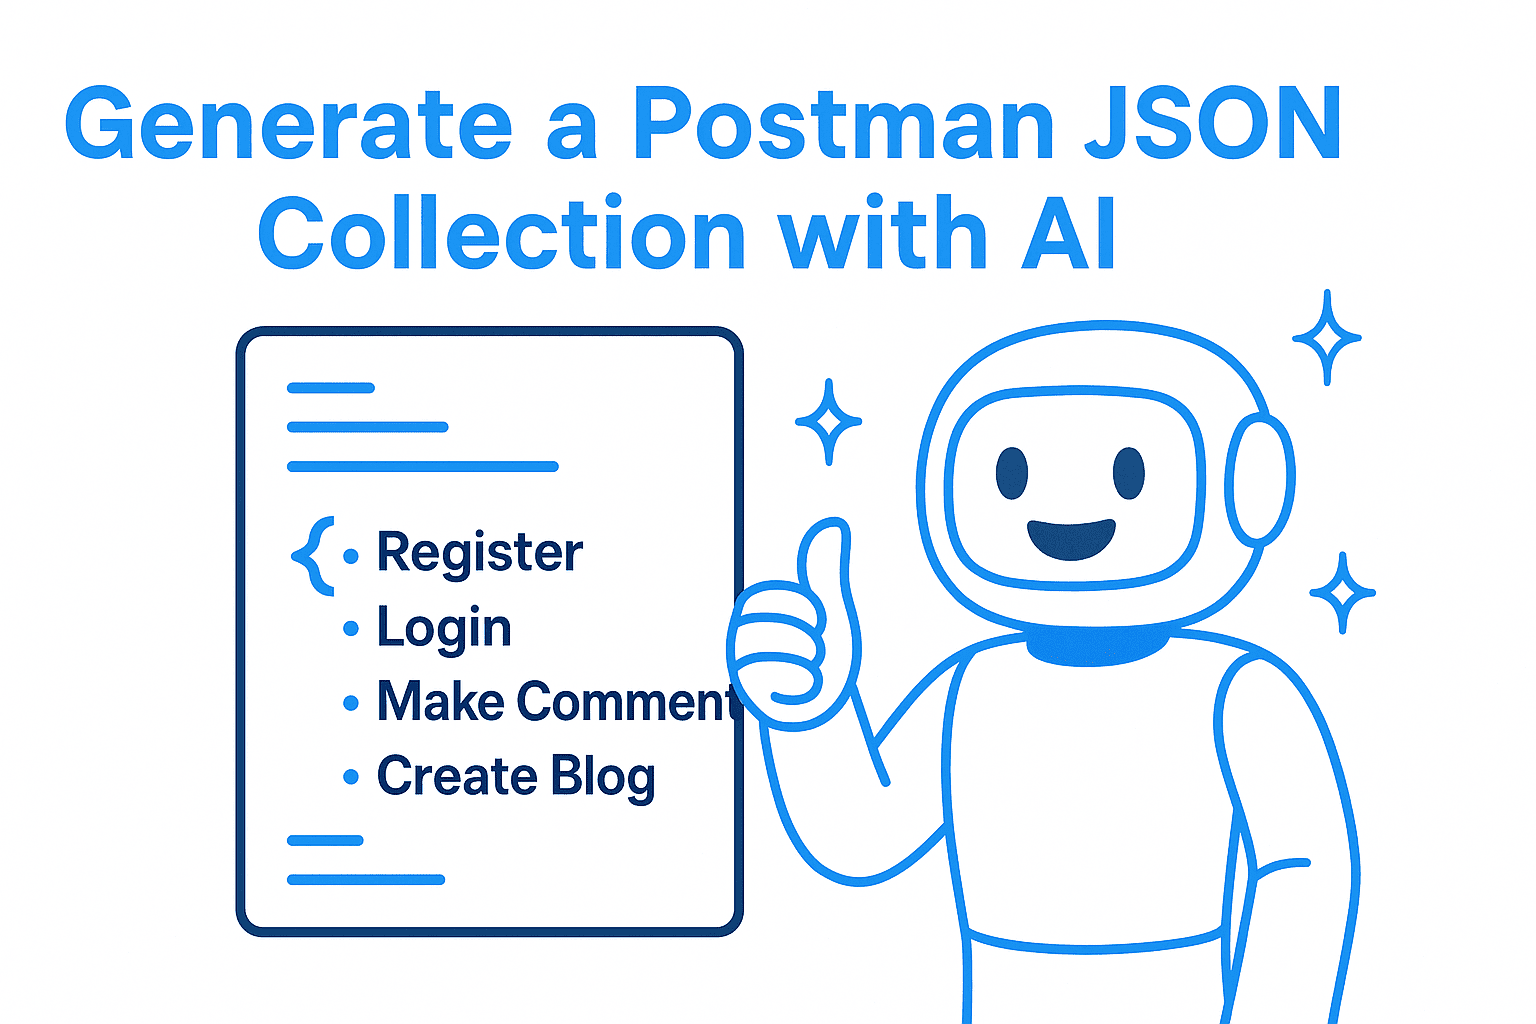 Generate a Postman JSON
Collection with AI
{ • Register
• Login
• Make Comment
• Create Blog